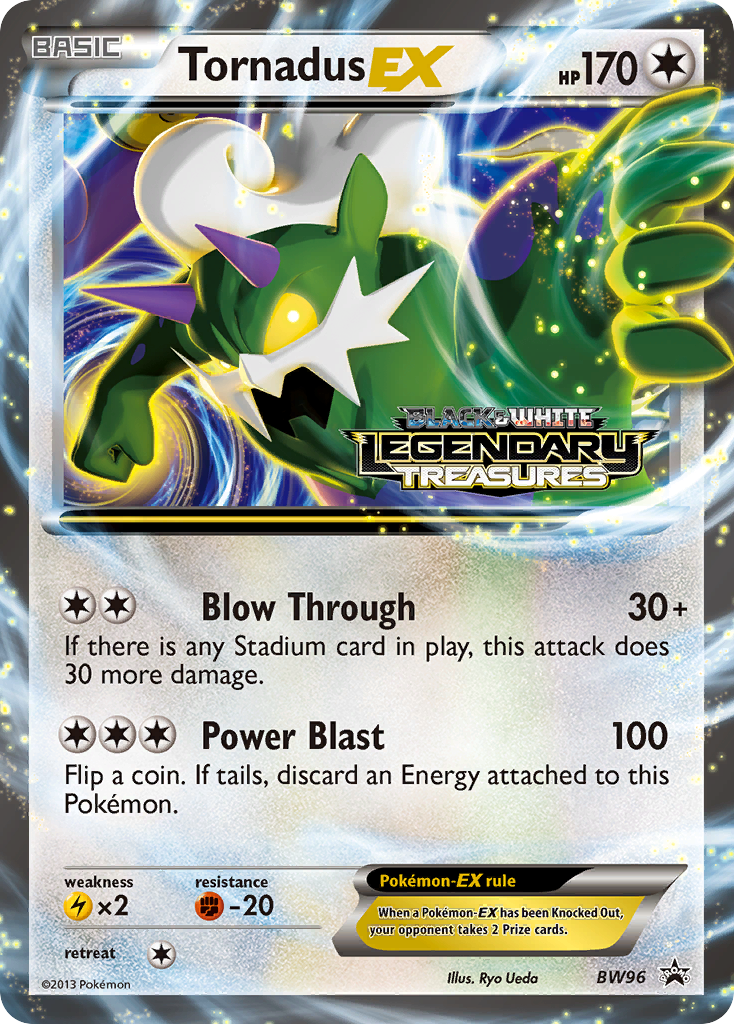 BASIC
Tornadus EX
HP 170
BLACK & WHITE
LEGENDARY
TREASURES
Blow Through 30+
If there is any Stadium card in play, this attack does
30 more damage.
Power Blast 100
Flip a coin. If tails, discard an Energy attached to this
Pokémon.
weakness resistance
×2 -20
Pokémon-EX rule
When a Pokémon-EX has been Knocked Out,
your opponent takes 2 Prize cards.
retreat
©2013 Pokémon
Illus. Ryo Ueda
BW96
PROMO